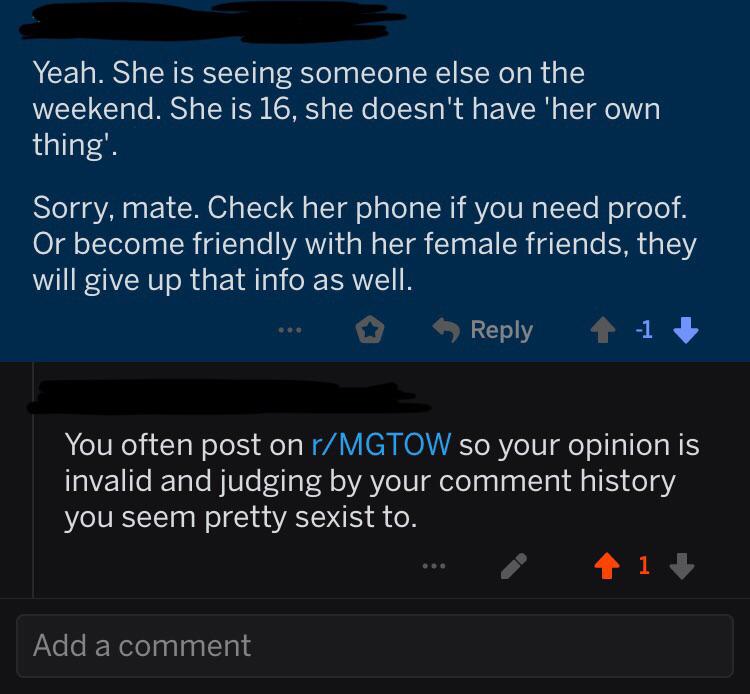 Yeah. She is seeing someone else on the
weekend. She is 16, she doesn't have 'her own
thing'.
Sorry, mate. Check her phone if you need proof.
Or become friendly with her female friends, they
will give up that info as well.
Reply -1
You often post on r/MGTOW so your opinion is
invalid and judging by your comment history
you seem pretty sexist to.
1
Add a comment